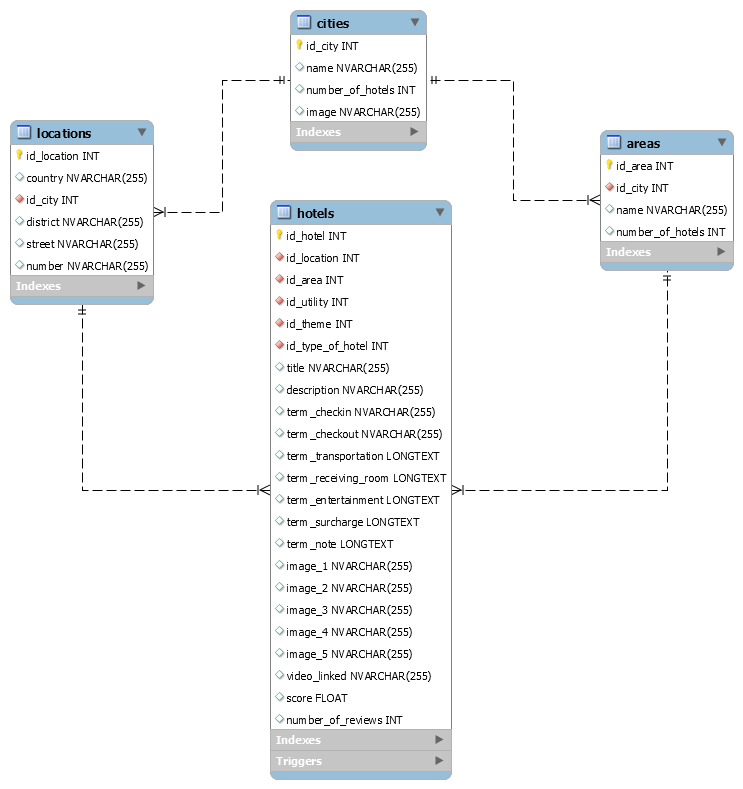 cities
id_city INT
name NVARCHAR(255)
number_of_hotels INT
image NVARCHAR(255)
Indexes
locations
id_location INT
country NVARCHAR(255)
id_city INT
district NVARCHAR(255)
street NVARCHAR(255)
number NVARCHAR(255)
Indexes
areas
id_area INT
id_city INT
name NVARCHAR(255)
number_of_hotels INT
Indexes
hotels
id_hotel INT
id_location INT
id_area INT
id_utility INT
id_theme INT
id_type_of_hotel INT
title NVARCHAR(255)
description NVARCHAR(255)
term_checkin NVARCHAR(255)
term_checkout NVARCHAR(255)
term_transportation LONGTEXT
term_receiving_room LONGTEXT
term_entertainment LONGTEXT
term_surcharge LONGTEXT
term_note LONGTEXT
image_1 NVARCHAR(255)
image_2 NVARCHAR(255)
image_3 NVARCHAR(255)
image_4 NVARCHAR(255)
image_5 NVARCHAR(255)
video_linked NVARCHAR(255)
score FLOAT
number_of_reviews INT
Indexes
Triggers